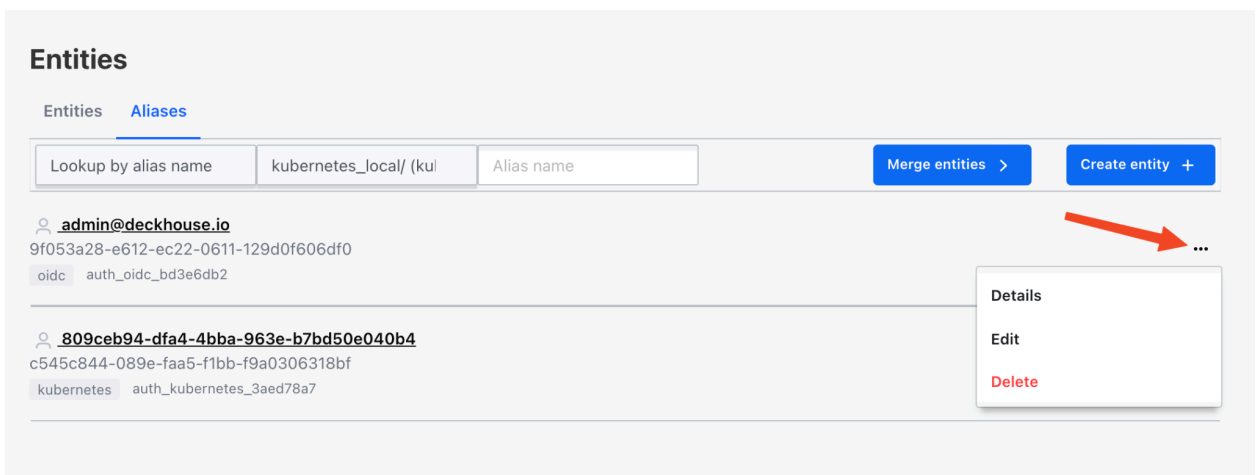 Entities
Entities Aliases
Lookup by alias name kubernetes_local/ (kul Alias name Merge entities Create entity +
admin@deckhouse.io
9f053a28-e612-ec22-0611-129d0f606df0
oidc auth_oidc_bd3e6db2
Details
Edit
Delete
809ceb94-dfa4-4bba-963e-b7bd50e040b4
c545c844-089e-faa5-f1bb-f9a0306318bf
kubernetes auth_kubernetes_3aed78a7